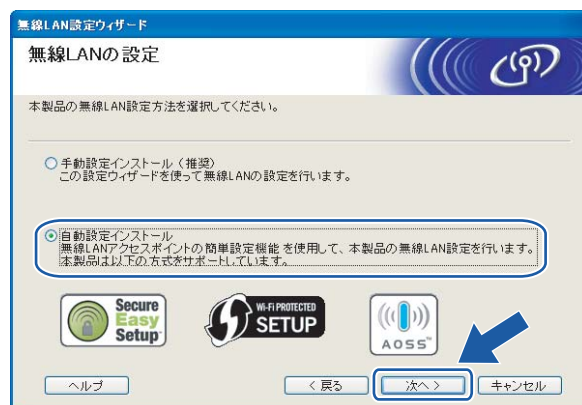 無線LAN設定ウィザード
無線LANの設定
本製品の無線LAN設定方法を選択してください。
手動設定インストール（推奨）
この設定ウィザードを使って無線LANの設定を行います。
自動設定インストール
無線LANアクセスポイントの簡単設定機能を使用して、本製品の無線LAN設定を行います。
本製品は以下の方式をサポートしています。
Secure
Easy
Setup
Wi-Fi PROTECTED
SETUP
AOSS™
ヘルプ
< 戻る
次へ >
キャンセル